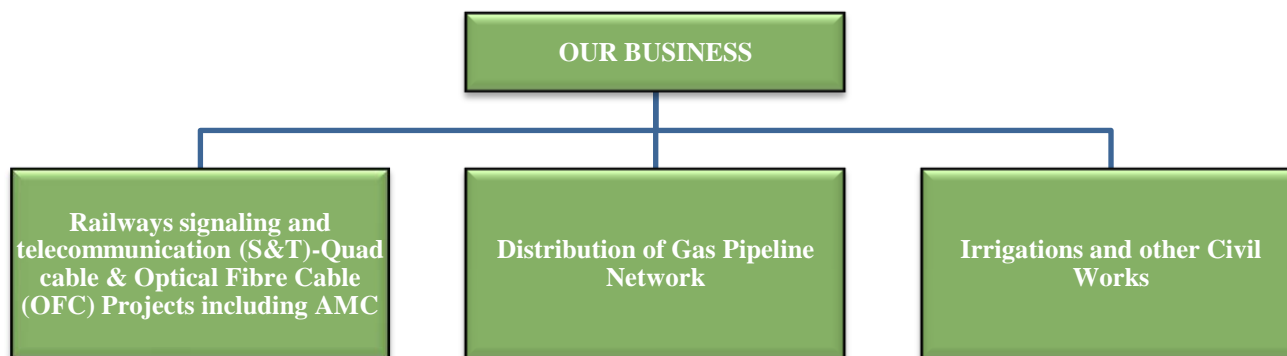 OUR BUSINESS
Railways signaling and
telecommunication (S&T)-Quad
cable & Optical Fibre Cable
(OFC) Projects including AMC
Distribution of Gas Pipeline
Network
Irrigations and other Civil
Works